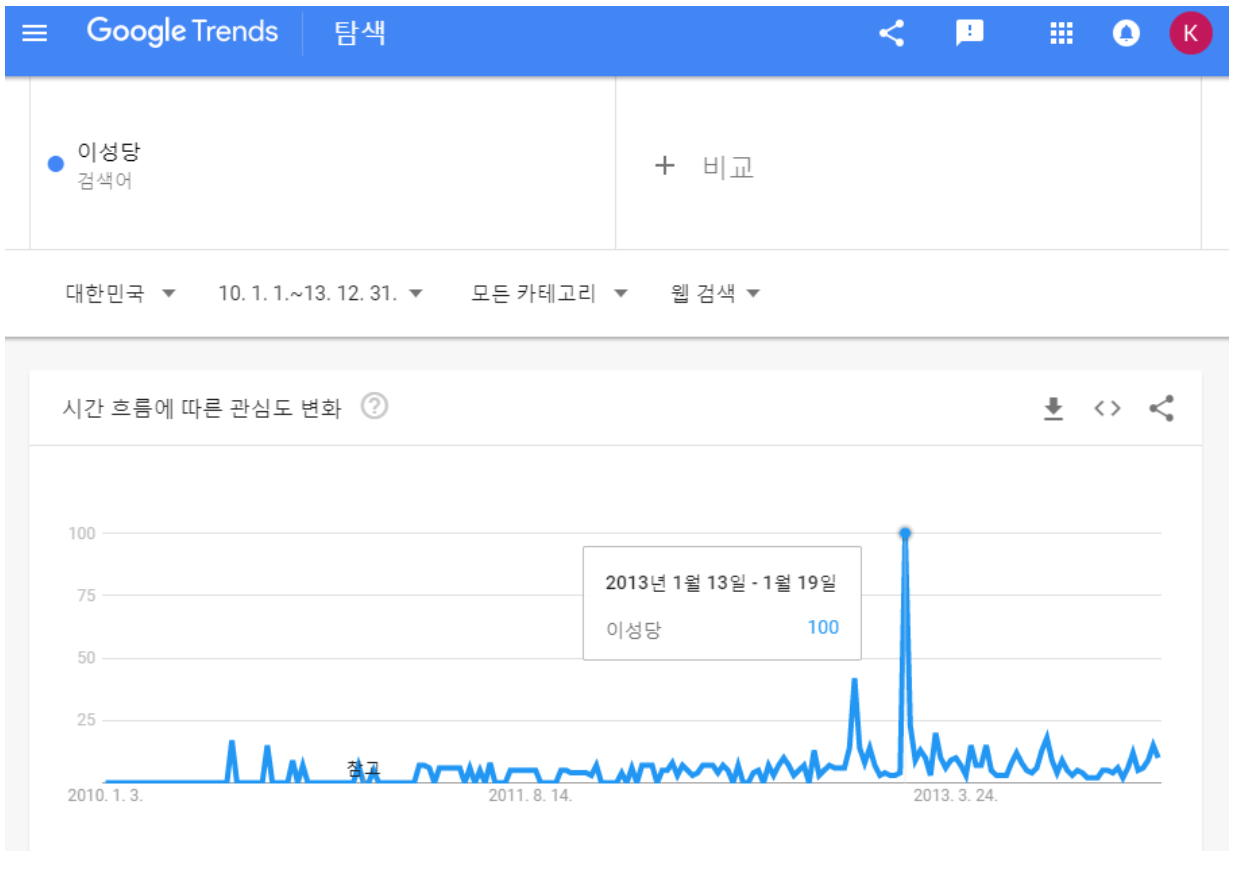 Google Trends 탐색
K
이성당
검색어
+ 비교
대한민국 10. 1. 1.~13. 12. 31. 모든 카테고리 웹 검색
시간 흐름에 따른 관심도 변화 ?
100
75
50
25
2013년 1월 13일 - 1월 19일
이성당 100
참고
2010. 1. 3. 2011. 8. 14. 2013. 3. 24.